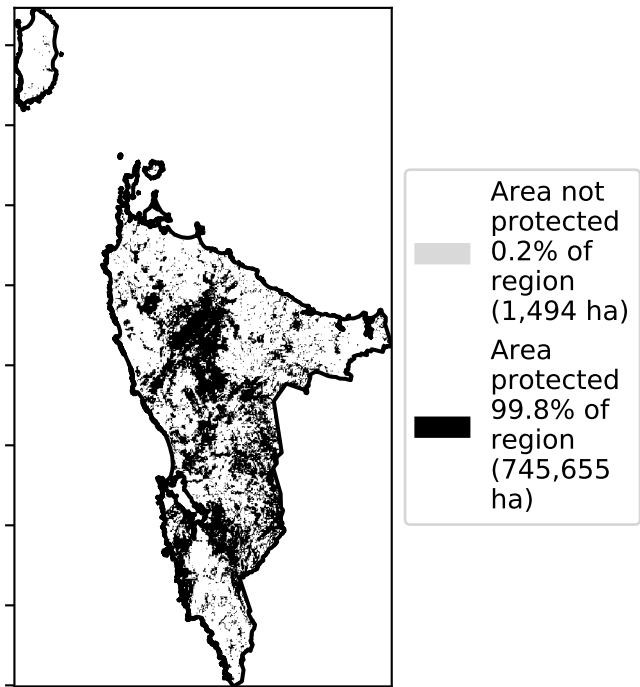 Area not
protected
0.2% of
region
(1,494 ha)
Area
protected
99.8% of
region
(745,655
ha)